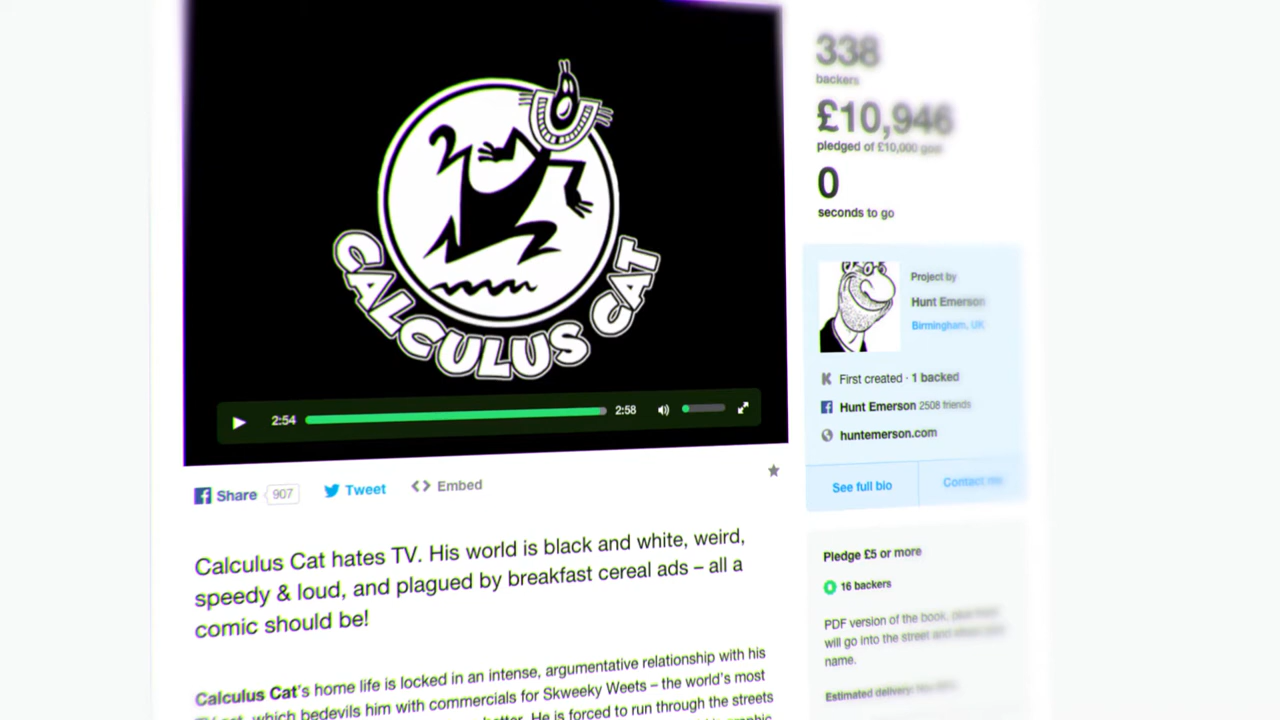 CALCULUS CAT
2:54
2:58
Share 907
Tweet
Embed
Calculus Cat hates TV. His world is black and white, weird,
speedy & loud, and plagued by breakfast cereal ads – all a
comic should be!
Calculus Cat's home life is locked in an intense, argumentative relationship with his
which bedevils him with commercials for Skweeky Weets – the world's most
He is forced to run through the streets
338
backers
£10,946
pledged of £10,000 goal
0
seconds to go
Project by
Hunt Emerson
Birmingham, UK
First created · 1 backed
Hunt Emerson 2508 friends
huntemerson.com
See full bio
Contact me
Pledge £5 or more
16 backers
PDF version of the book,
will go into the street and
name.
Estimated delivery: